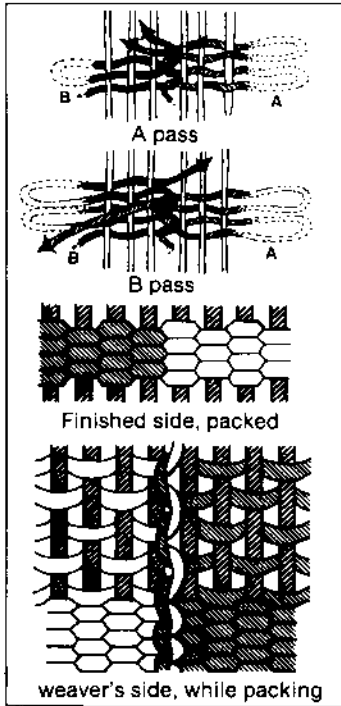 B
A
A pass
B
A
B pass
Finished side, packed
weaver's side, while packing